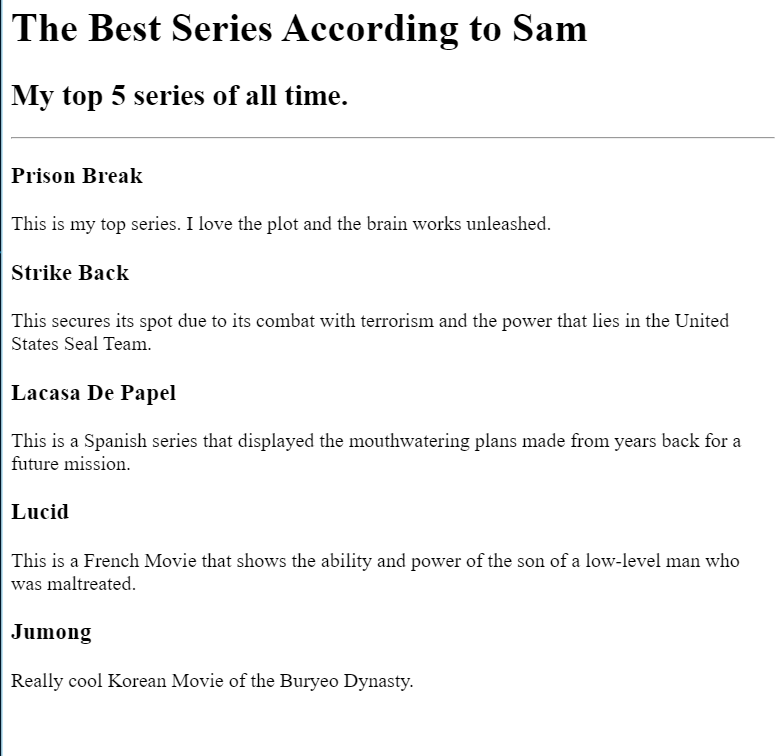 The Best Series According to Sam
My top 5 series of all time.
Prison Break
This is my top series. I love the plot and the brain works unleashed.
Strike Back
This secures its spot due to its combat with terrorism and the power that lies in the United
States Seal Team.
Lacasa De Papel
This is a Spanish series that displayed the mouthwatering plans made from years back for a
future mission.
Lucid
This is a French Movie that shows the ability and power of the son of a low-level man who
was maltreated.
Jumong
Really cool Korean Movie of the Buryeo Dynasty.